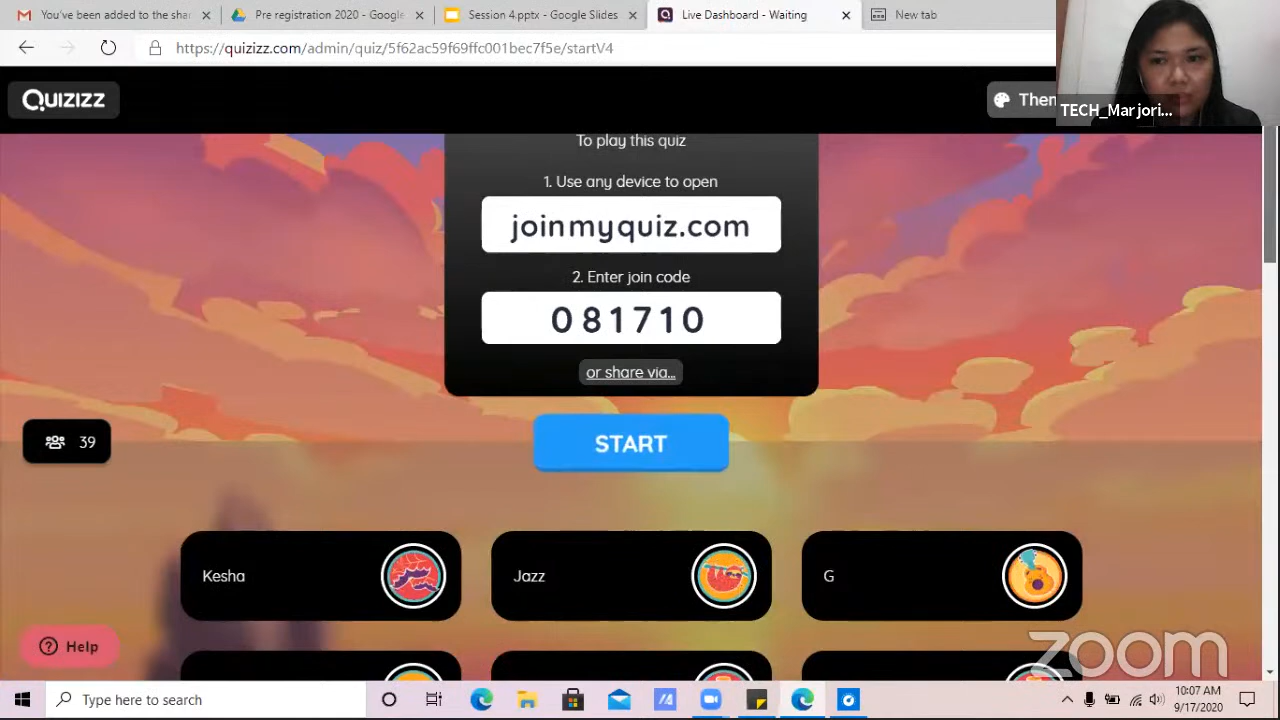 You've been added to the shar
Pre registration 2020 - Google
Session 4.pptx - Google Slides
Live Dashboard - Waiting
New tab
https://quizizz.com/admin/quiz/5f62ac59f69ffc001bec7f5e/startV4
Quizizz
Them
TECH_Marjori...
To play this quiz
1. Use any device to open
joinmyquiz.com
2. Enter join code
081710
or share via...
39
START
Kesha
Jazz
G
Help
zoom
Type here to search
10:07 AM
9/17/2020